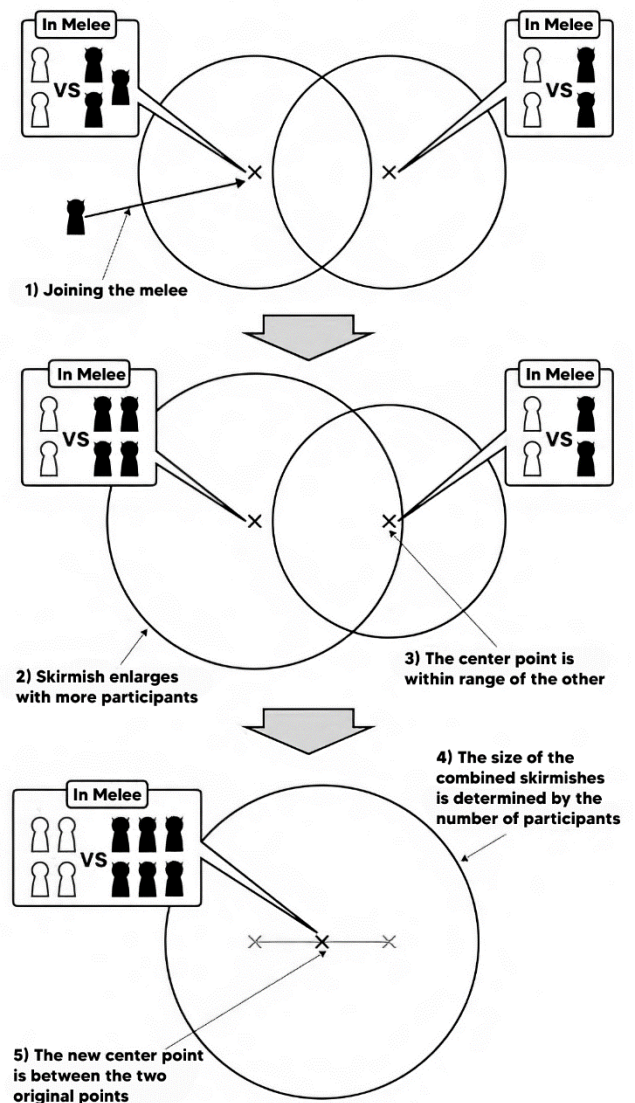 In Melee
VS
In Melee
VS
1) Joining the melee
In Melee
VS
In Melee
VS
2) Skirmish enlarges
with more participants
3) The center point is
within range of the other
In Melee
VS
4) The size of the
combined skirmishes
is determined by the
number of participants
5) The new center point
is between the two
original points